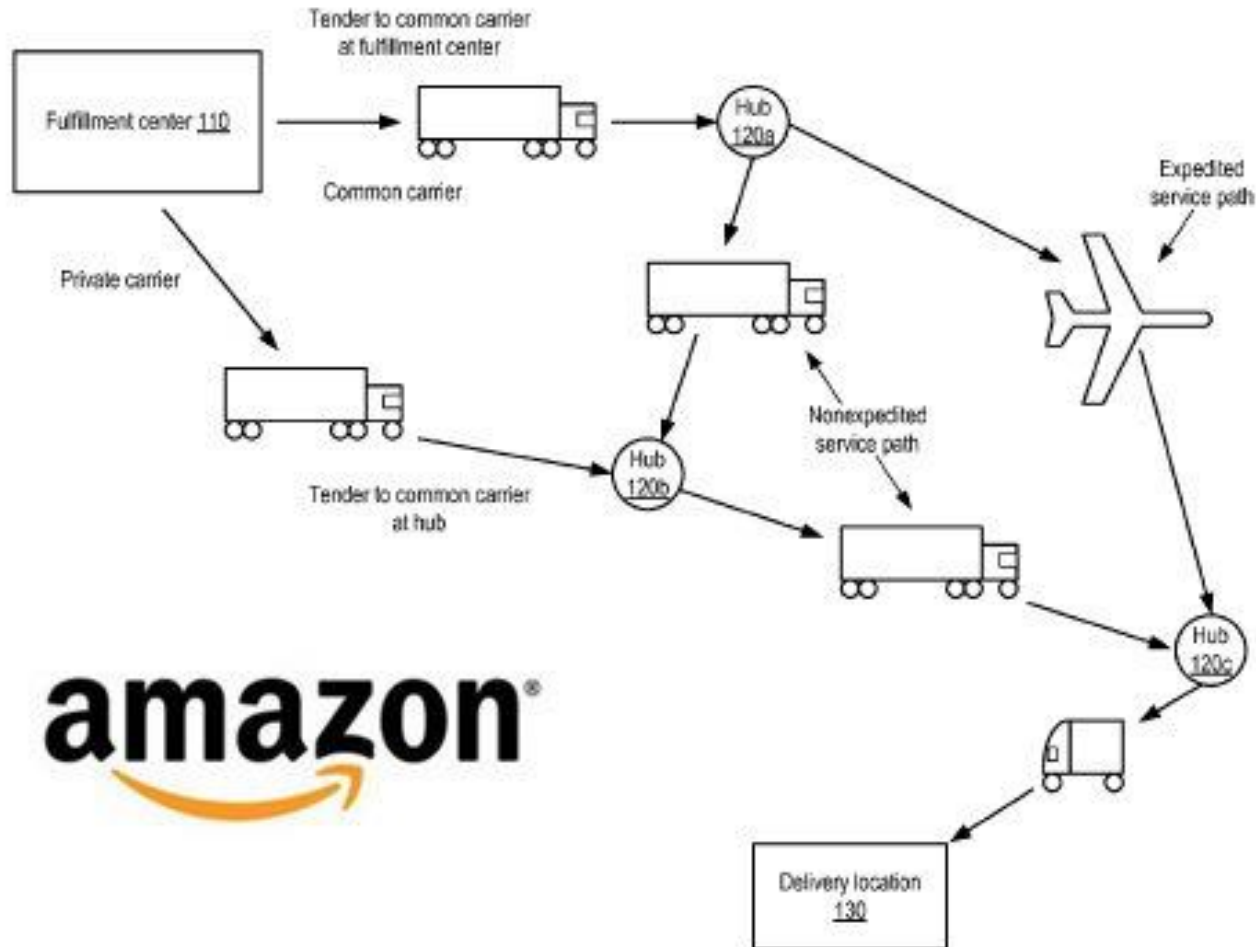 Tender to common carrier
at fulfillment center
Fulfillment center 110
Hub
120a
Common carrier
Expedited
service path
Private carrier
Nonexpedited
service path
Hub
120b
Tender to common carrier
at hub
Hub
120c
amazon®
Delivery location
130